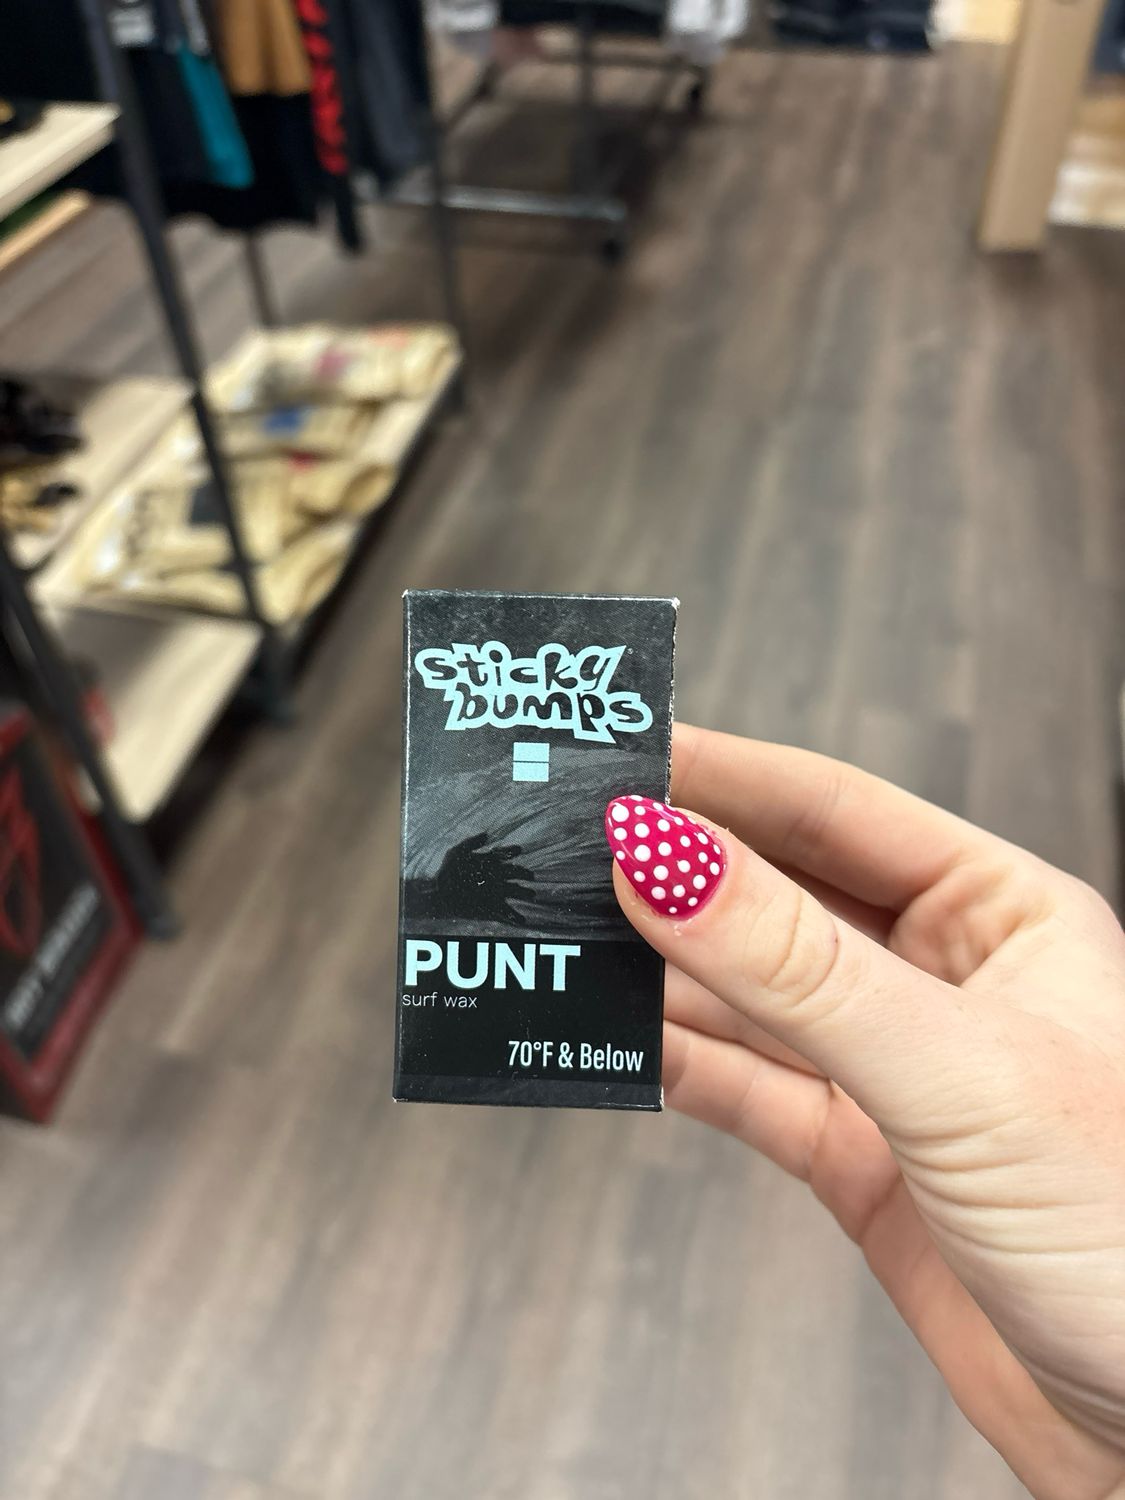 sticky
bumps
PUNT
surf wax
70°F & Below